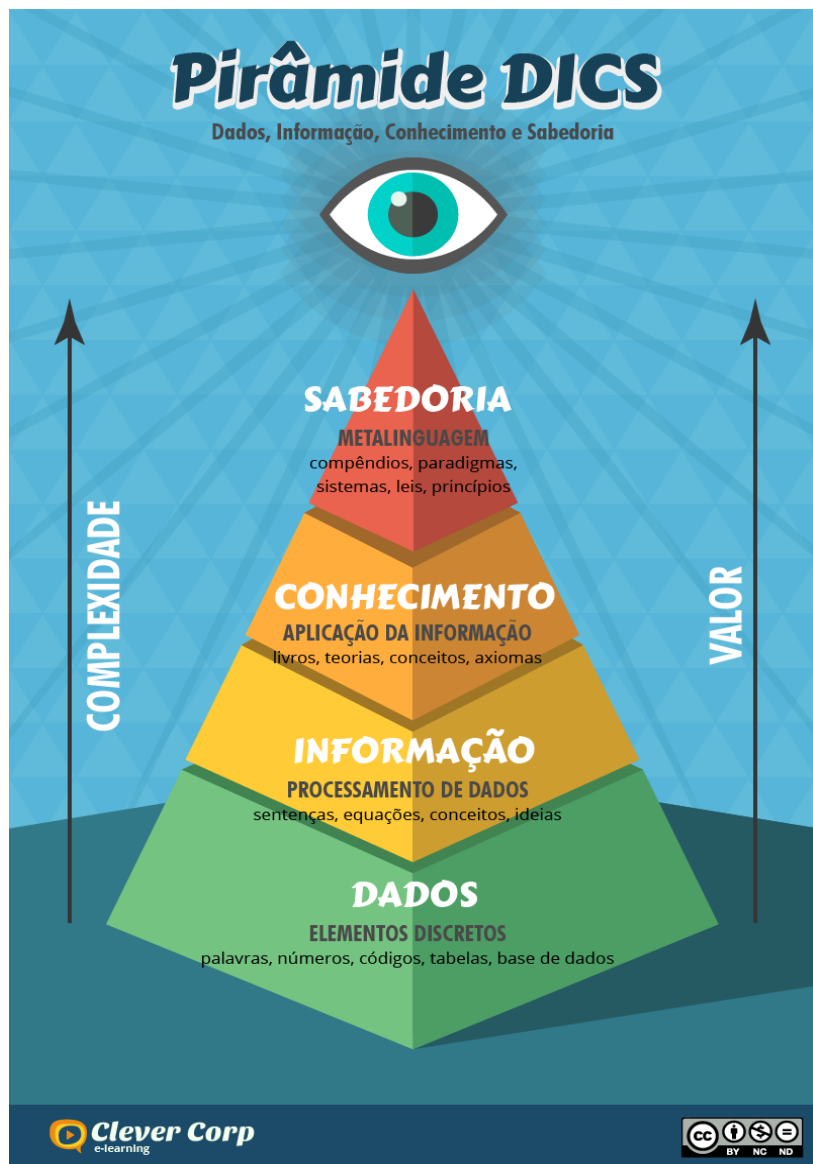 Pirâmide DICS
Dados, Informação, Conhecimento e Sabedoria
SABEDORIA
METALINGUAGEM
compêndios, paradigmas,
sistemas, leis, princípios
COMPLEXIDADE
VALOR
CONHECIMENTO
APLICAÇÃO DA INFORMAÇÃO
livros, teorias, conceitos, axiomas
INFORMAÇÃO
PROCESSAMENTO DE DADOS
sentenças, equações, conceitos, ideias
DADOS
ELEMENTOS DISCRETOS
palavras, números, códigos, tabelas, base de dados
Clever Corp
e-learning
cc
BY NC ND